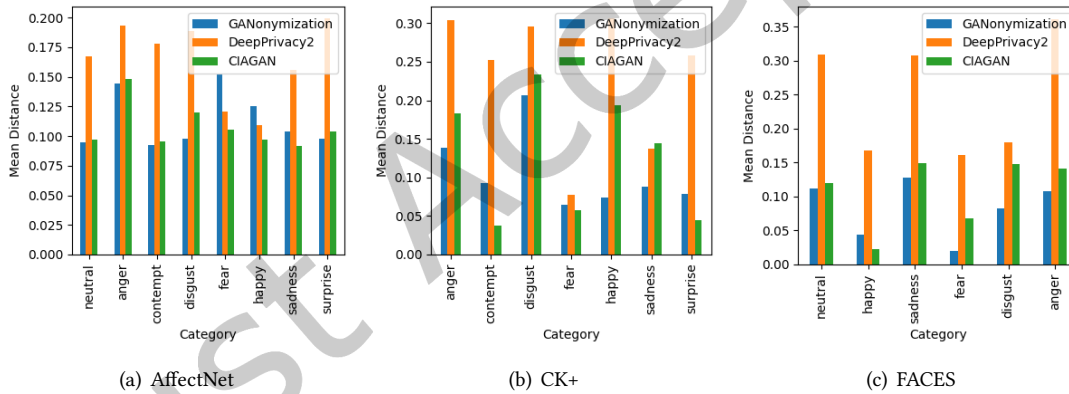 0.200
0.175
0.150
0.125
0.100
0.075
0.050
0.025
0.000
Mean Distance
GANonymization
DeepPrivacy2
CIAGAN
neutral
anger
contempt
disgust
fear
happy
sadness
surprise
Category
(a) AffectNet
0.30
0.25
0.20
0.15
0.10
0.05
0.00
Mean Distance
GANonymization
DeepPrivacy2
CIAGAN
anger
contempt
disgust
fear
happy
sadness
surprise
Category
(b) CK+
0.35
0.30
0.25
0.20
0.15
0.10
0.05
0.00
Mean Distance
GANonymization
DeepPrivacy2
CIAGAN
neutral
happy
sadness
fear
disgust
anger
Category
(c) FACES